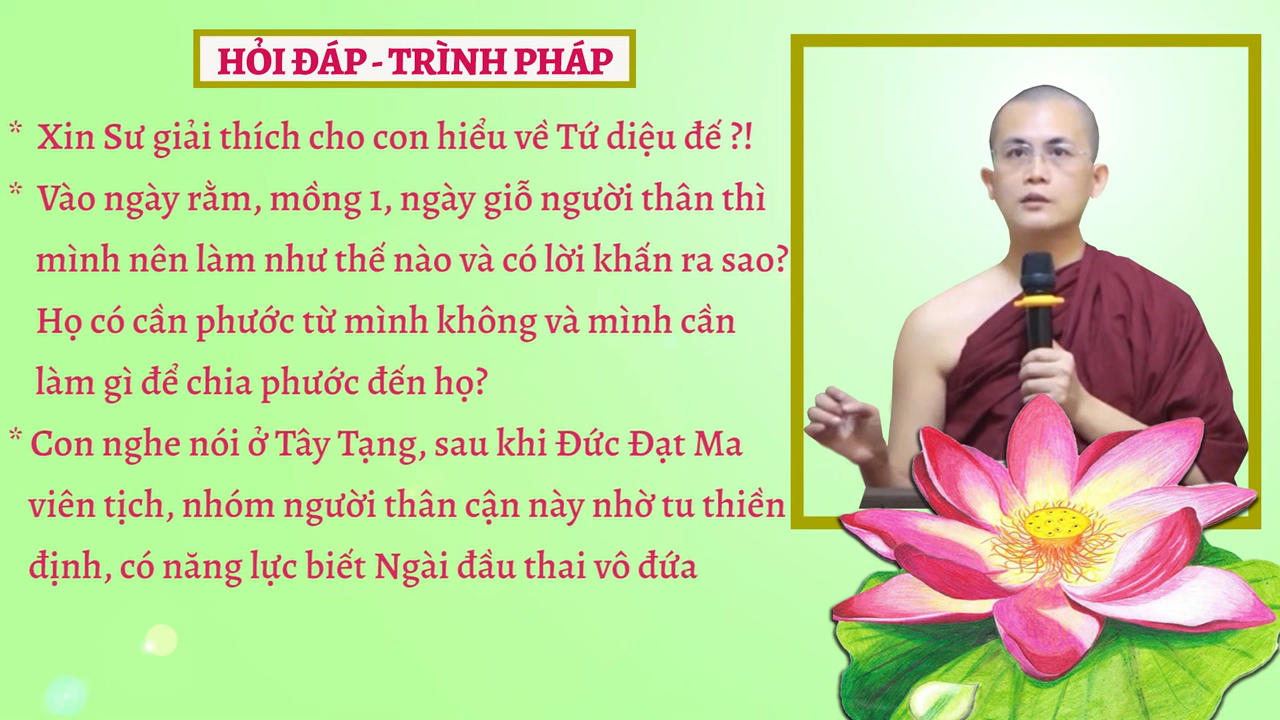 HỎI ĐÁP - TRÌNH PHÁP
* Xin Sư giải thích cho con hiểu về Tứ diệu đế ?!
* Vào ngày rằm, mồng 1, ngày giỗ người thân thì
mình nên làm như thế nào và có lời khấn ra sao?
Họ có cần phước từ mình không và mình cần
làm gì để chia phước đến họ?
* Con nghe nói ở Tây Tạng, sau khi Đức Đạt Ma
viên tịch, nhóm người thân cận này nhờ tu thiền
định, có năng lực biết Ngài đầu thai vô đứa